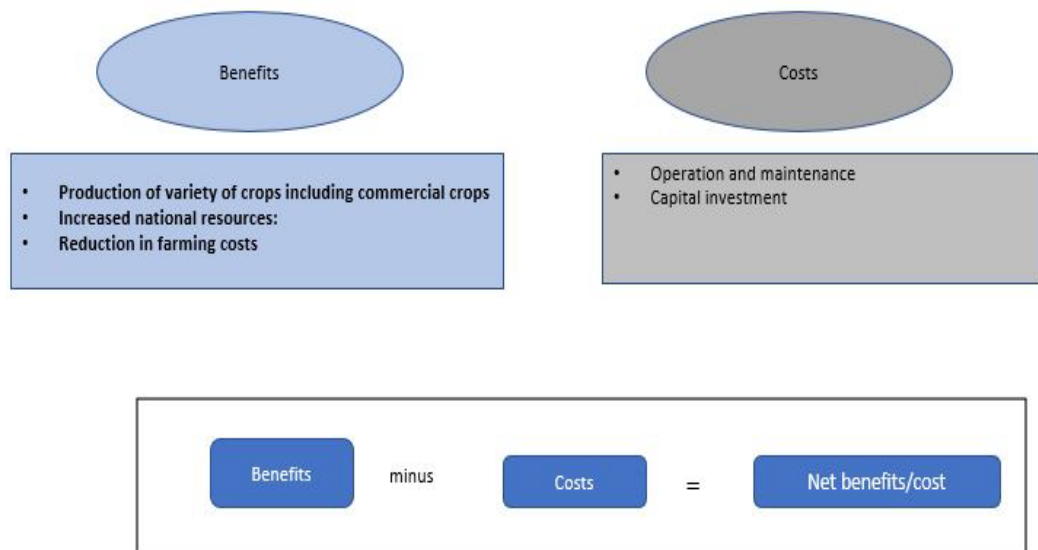 Benefits
Costs
• Production of variety of crops including commercial crops
• Increased national resources:
• Reduction in farming costs
• Operation and maintenance
• Capital investment
Benefits minus Costs = Net benefits/cost